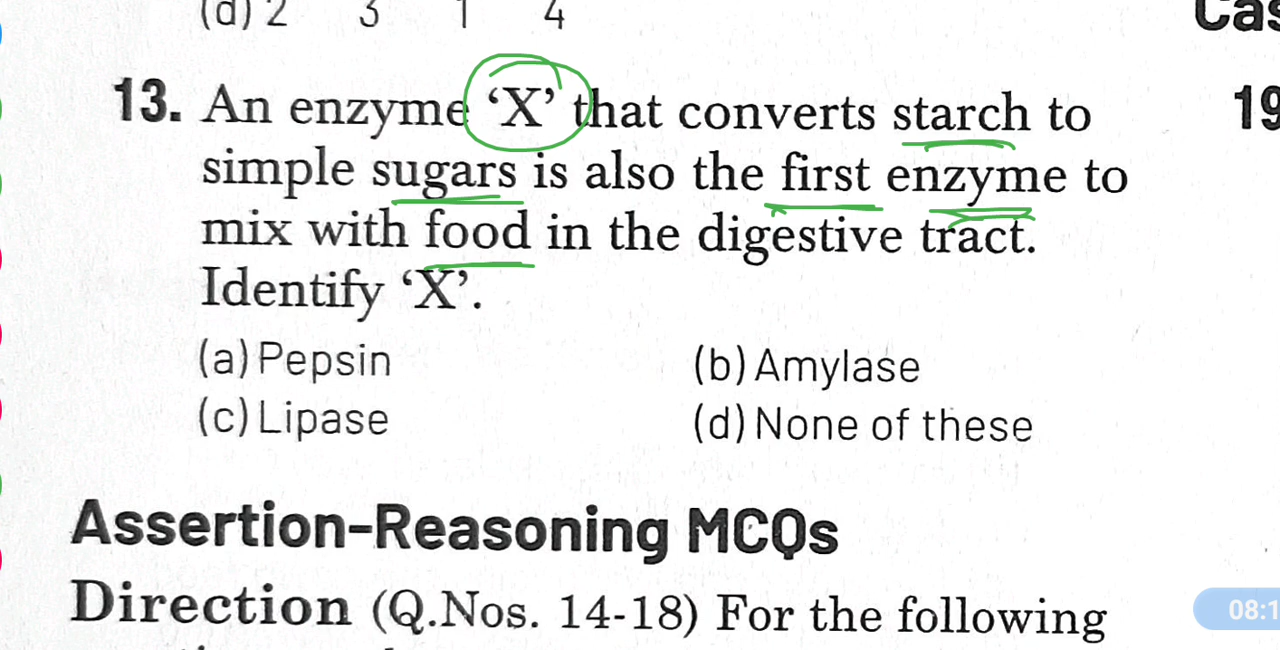 (d) 2 3 1 4
13. An enzyme ‘X’ that converts starch to
simple sugars is also the first enzyme to
mix with food in the digestive tract.
Identify ‘X’.
(a) Pepsin (b) Amylase
(c) Lipase (d) None of these
Assertion-Reasoning MCQs
Direction (Q.Nos. 14-18) For the following
19